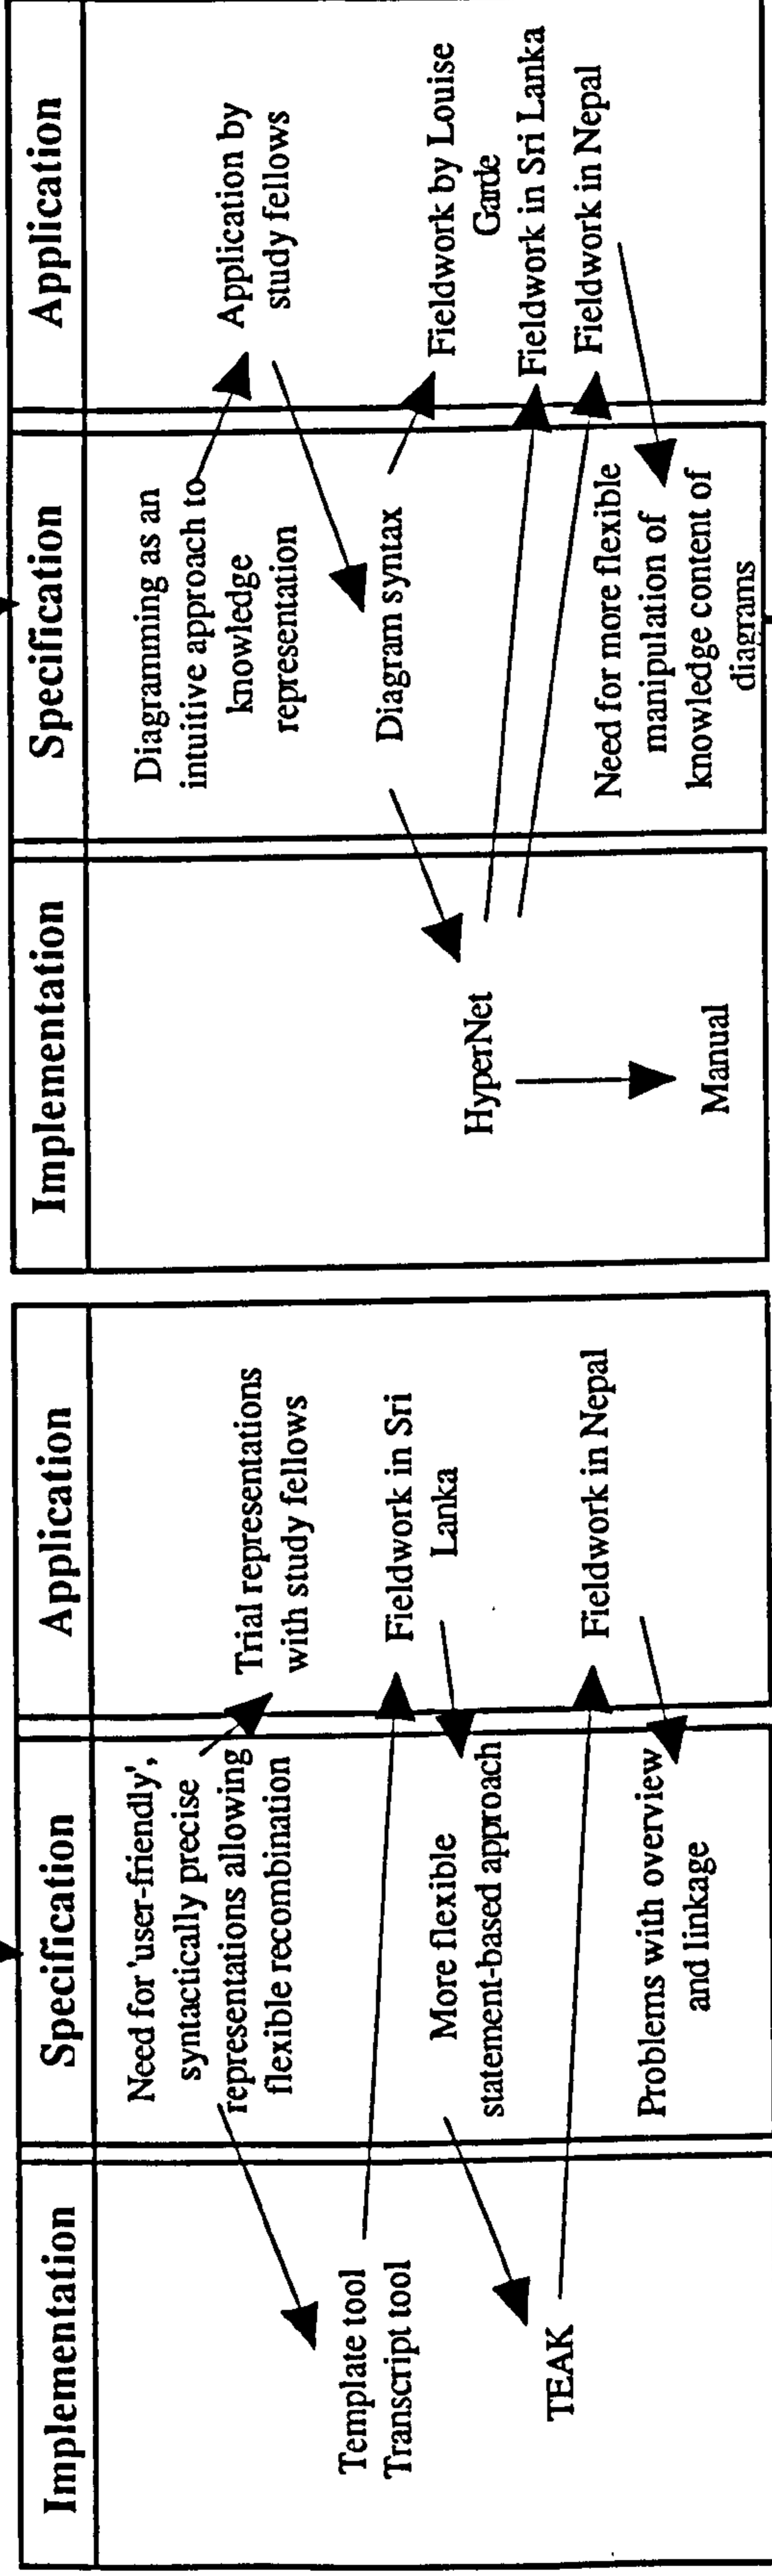 Implementation
Specification
Application
Need for 'user-friendly',
syntactically precise
representations allowing
flexible recombination
Trial representations
with study fellows
Template tool
Transcript tool
Fieldwork in Sri
Lanka
More flexible
statement-based approach
TEAK
Fieldwork in Nepal
Problems with overview
and linkage
Implementation
Specification
Application
Diagramming as an
intuitive approach to
knowledge
representation
Application by
study fellows
Diagram syntax
Fieldwork by Louise
Garde
HyperNet
Fieldwork in Sri Lanka
Fieldwork in Nepal
Need for more flexible
manipulation of
knowledge content of
diagrams
Manual